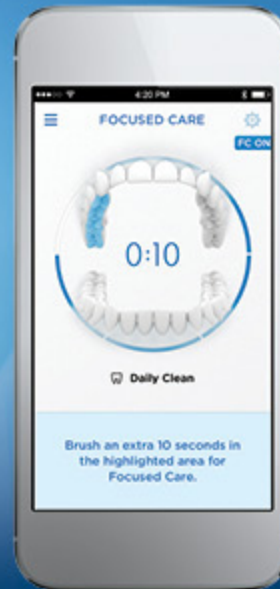 4:20 PM
FOCUSED CARE
FC ON
0:10
Daily Clean
Brush an extra 10 seconds in
the highlighted area for
Focused Care.